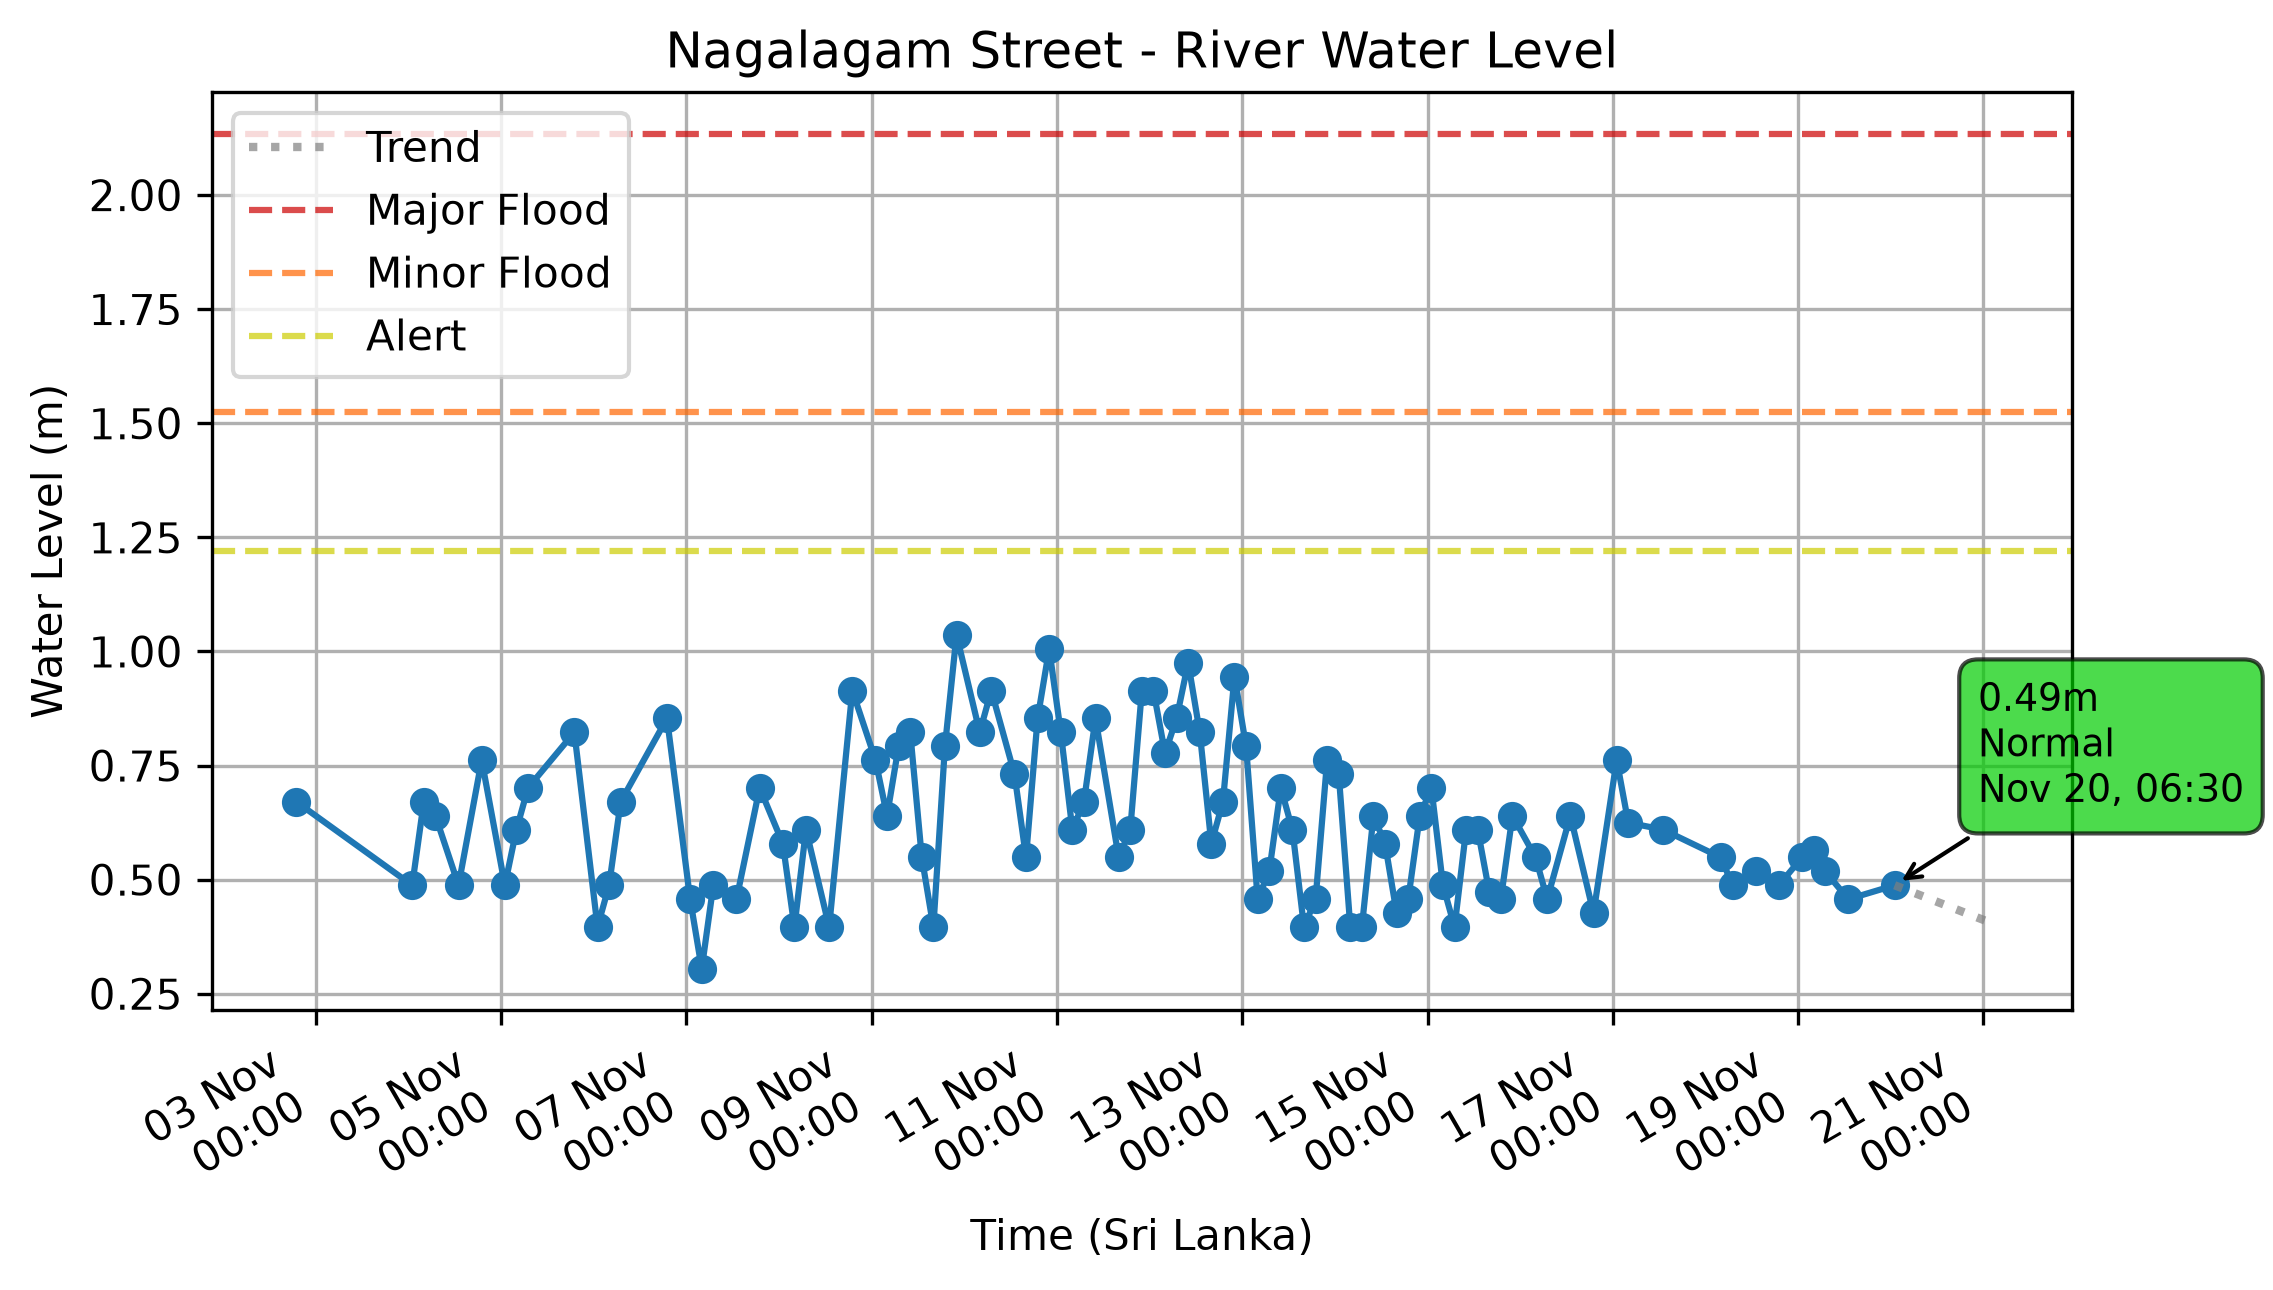 Nagalagam Street - River Water Level
Trend
Major Flood
Minor Flood
Alert
Water Level (m)
2.00
1.75
1.50
1.25
1.00
0.75
0.50
0.25
0.49m
Normal
Nov 20, 06:30
03 Nov
00:00
05 Nov
00:00
07 Nov
00:00
09 Nov
00:00
11 Nov
00:00
13 Nov
00:00
15 Nov
00:00
17 Nov
00:00
19 Nov
00:00
21 Nov
00:00
Time (Sri Lanka)